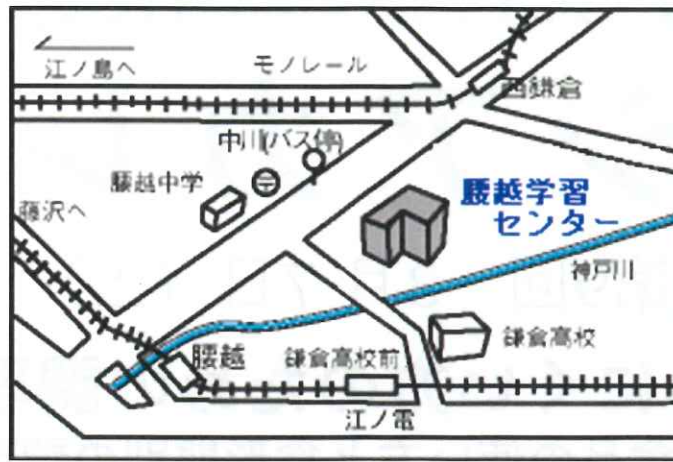 江ノ島へ
モノレール
西鎌倉
中川(バス停)
腰越中学
〒
藤沢へ
腰越学習
センター
神戸川
腰越
鎌倉高校前
鎌倉高校
江ノ電